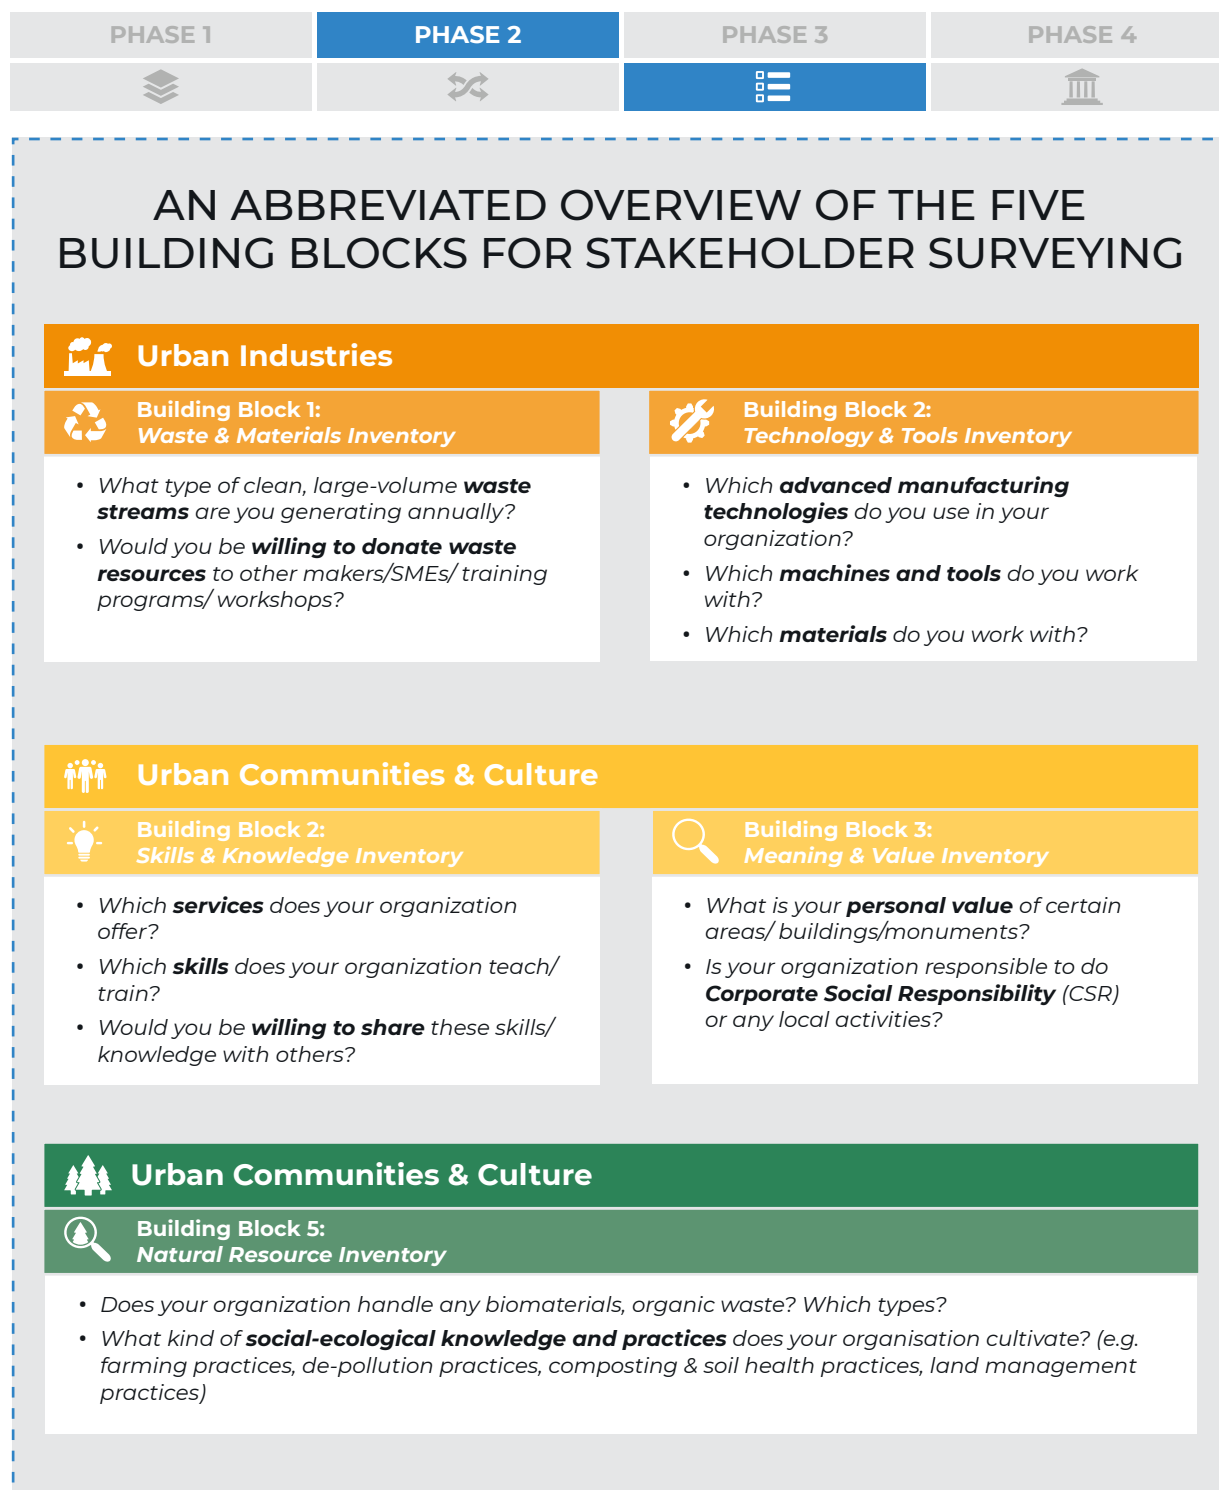 PHASE 1
PHASE 2
PHASE 3
PHASE 4
AN ABBREVIATED OVERVIEW OF THE FIVE
BUILDING BLOCKS FOR STAKEHOLDER SURVEYING
Urban Industries
Building Block 1:
Waste & Materials Inventory
• What type of clean, large-volume waste
streams are you generating annually?
• Would you be willing to donate waste
resources to other makers/SMEs/ training
programs/ workshops?
Building Block 2:
Technology & Tools Inventory
• Which advanced manufacturing
technologies do you use in your
organization?
• Which machines and tools do you work
with?
• Which materials do you work with?
Urban Communities & Culture
Building Block 2:
Skills & Knowledge Inventory
• Which services does your organization
offer?
• Which skills does your organization teach/
train?
• Would you be willing to share these skills/
knowledge with others?
Building Block 3:
Meaning & Value Inventory
• What is your personal value of certain
areas/ buildings/monuments?
• Is your organization responsible to do
Corporate Social Responsibility (CSR)
or any local activities?
Urban Communities & Culture
Building Block 5:
Natural Resource Inventory
• Does your organization handle any biomaterials, organic waste? Which types?
• What kind of social-ecological knowledge and practices does your organisation cultivate? (e.g.
farming practices, de-pollution practices, composting & soil health practices, land management
practices)